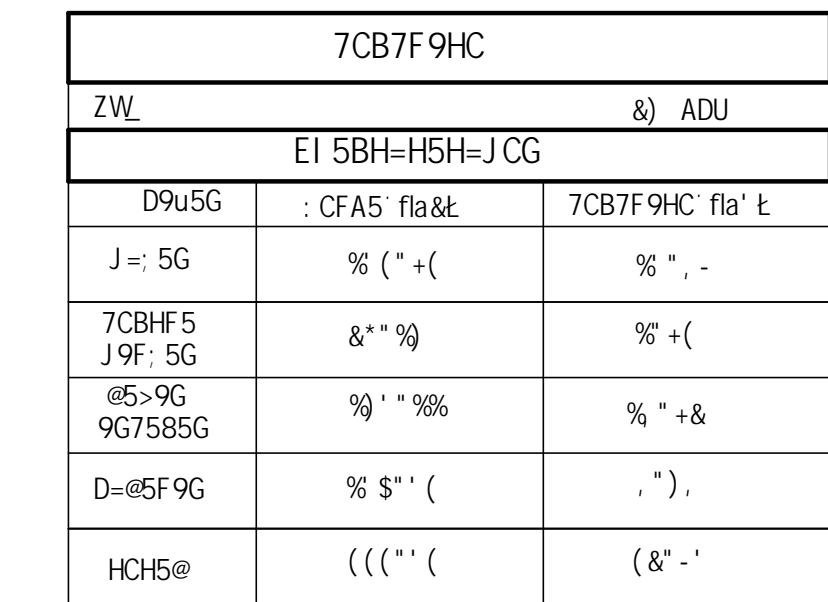 7CB7F9HC
ZW_ &) ADU
EI 5BH=H5H=J CG
D9u5G : CFA5˙ fla&Ł 7CB7F9HC˙ fla' Ł
J =; 5G %' ( " +( %' " , -
7CBHF5
J 9F; 5G &* " %) %" +(
@5>9G
9G7585G %) ' " %% %, " +&
D=@5F9G %' $" ' ( , " ) ,
HCH5@ ( ( ( " ' ( ( &" - '